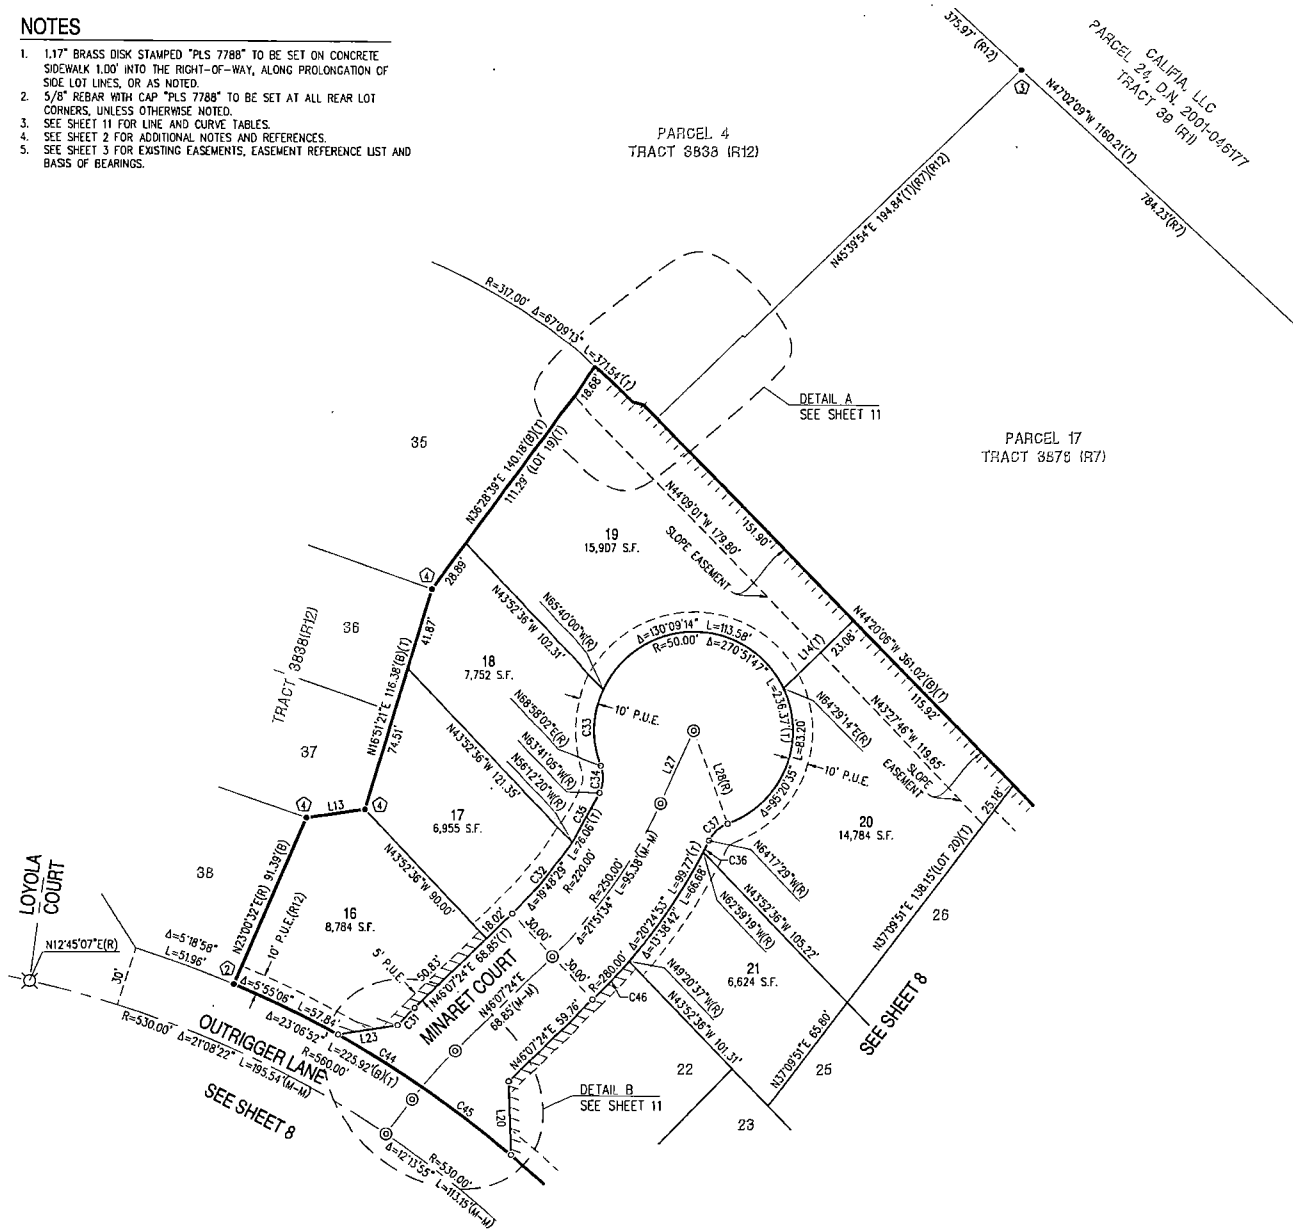 NOTES
1. 1.17" BRASS DISK STAMPED "PLS 7788" TO BE SET ON CONCRETE
SIDEWALK 1.00' INTO THE RIGHT-OF-WAY, ALONG PROLONGATION OF
SIDE LOT LINES, OR AS NOTED.
2. 5/8" REBAR WITH CAP "PLS 7788" TO BE SET AT ALL REAR LOT
CORNERS, UNLESS OTHERWISE NOTED.
3. SEE SHEET 11 FOR LINE AND CURVE TABLES.
4. SEE SHEET 2 FOR ADDITIONAL NOTES AND REFERENCES.
5. SEE SHEET 3 FOR EXISTING EASEMENTS, EASEMENT REFERENCE LIST AND
BASIS OF BEARINGS.
375.97' (R12)
3
CALIFIA, LLC
PARCEL 24, D.N. 2001-046177
TRACT 39 (R1)
N47°02'09"W 1160.21'(T)
784.23'(R7)
PARCEL 4
TRACT 3838 (R12)
N45°39'54"E 194.84'(T)(R7)(R12)
R=317.00' Δ=67°09'13" L=371.54'(T)
18.68'
DETAIL A
SEE SHEET 11
PARCEL 17
TRACT 3878 (R7)
35
N36°28'39"E 140.18'(B)(T)
111.29' (LOT 19)(T)
28.89'
19
15,907 S.F.
N44°09'01"W 179.80'
SLOPE EASEMENT
151.90'
N44°20'06"W 361.02'(B)(T)
115.92'
4
36
TRACT 3838(R12)
37
41.87'
N16°51'21"E 116.38'(B)(T)
74.51'
N43°52'36"W 102.31'
N65°40'00"W(R)
18
7,752 S.F.
Δ=130°09'14" L=113.58'
R=50.00' Δ=270°51'47" L=236.37'(T)
L14(T)
23.08'
N64°29'14"E(R)
N43°27'46"W 119.65'
SLOPE
EASEMENT
25.18'
10' P.U.E.
C33
N68°58'02"E(R)
N63°41'05"W(R)
N56°12'20"W(R)
C34
C35
N43°52'36"W 121.35'
L27
L28(R)
L=83.20'
Δ=95°20'35"
10' P.U.E.
20
14,784 S.F.
4
L13
4
17
6,955 S.F.
C32
Δ=19°48'29" L=76.06'(T)
R=220.00'
C37
C36
N64°17'29"W(R)
N62°59'19"W(R)
N43°52'36"W 105.22'
N37°09'51"E 138.15'(LOT 20)(T)
26
38
N23°00'32"E(R) 91.39'(B)
10' P.U.E.(R12)
N43°52'36"W 90.00'
16
8,784 S.F.
5' P.U.E.
18.02'
50.83'
N46°07'24"E 68.85'(T)
30.00'
30.00'
R=250.00'
Δ=21°51'34" L=95.38'(M-M)
Δ=20°24'53" L=99.77'(T)
Δ=13°38'42" L=66.68'
R=280.00'
21
6,624 S.F.
N49°20'37"W(R)
N43°52'36"W 101.31'
C46
LOYOLA
COURT
N12°45'07"E(R)
Δ=5°18'58"
L=51.96'
30'
2
Δ=5°55'06" L=57.84'
Δ=23°06'52" L=225.92'(B)(T)
R=560.00'
C31
L23
C44
C45
MINARET COURT
N46°07'24"E
68.85'(M-M)
N46°07'24"E 59.76'
L20
DETAIL B
SEE SHEET 11
22
23
25
N37°09'51"E 65.80'
SEE SHEET 8
OUTRIGGER LANE
R=530.00' Δ=21°08'22" L=195.54'(M-M)
SEE SHEET 8
R=530.00'
Δ=12°13'55" L=113.15'(M-M)